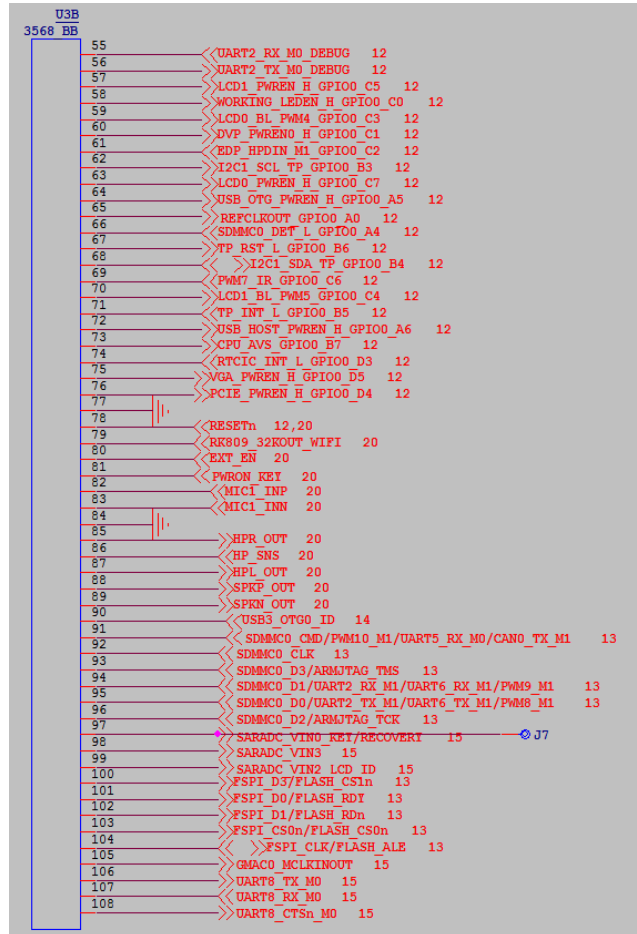 U3B
3568_BB
55 UART2_RX_M0_DEBUG 12
56 UART2_TX_M0_DEBUG 12
57 LCD1_PWREN_H_GPIO0_C5 12
58 WORKING_LEDEN_H_GPIO0_C0 12
59 LCD0_BL_PWM4_GPIO0_C3 12
60 DVP_PWREN0_H_GPIO0_C1 12
61 EDP_HPDIN_M1_GPIO0_C2 12
62 I2C1_SCL_TP_GPIO0_B3 12
63 LCD0_PWREN_H_GPIO0_C7 12
64 USB_OTG_PWREN_H_GPIO0_A5 12
65 REFCLKOUT_GPIO0_A0 12
66 SDMMC0_DET_L_GPIO0_A4 12
67 TP_RST_L_GPIO0_B6 12
68 I2C1_SDA_TP_GPIO0_B4 12
69 PWM7_IR_GPIO0_C6 12
70 LCD1_BL_PWM5_GPIO0_C4 12
71 TP_INT_L_GPIO0_B5 12
72 USB_HOST_PWREN_H_GPIO0_A6 12
73 CPU_AVS_GPIO0_B7 12
74 RTCIC_INT_L_GPIO0_D3 12
75 VGA_PWREN_H_GPIO0_D5 12
76 PCIE_PWREN_H_GPIO0_D4 12
77
78 RESETn 12,20
79 RK809_32KOUT_WIFI 20
80 EXT_EN 20
81 PWRON_KEY 20
82 MIC1_INP 20
83 MIC1_INN 20
84
85 HPR_OUT 20
86 HP_SNS 20
87 HPL_OUT 20
88 SPKP_OUT 20
89 SPKN_OUT 20
90 USB3_OTG0_ID 14
91 SDMMC0_CMD/PWM10_M1/UART5_RX_M0/CAN0_TX_M1 13
92 SDMMC0_CLK 13
93 SDMMC0_D3/ARMJTAG_TMS 13
94 SDMMC0_D1/UART2_RX_M1/UART6_RX_M1/PWM9_M1 13
95 SDMMC0_D0/UART2_TX_M1/UART6_TX_M1/PWM8_M1 13
96 SDMMC0_D2/ARMJTAG_TCK 13
97 SARADC_VIN0_KEY/RECOVERY 15 J7
98 SARADC_VIN3 15
99 SARADC_VIN2_LCD_ID 15
100 FSPI_D3/FLASH_CS1n 13
101 FSPI_D0/FLASH_RDY 13
102 FSPI_D1/FLASH_RDn 13
103 FSPI_CS0n/FLASH_CS0n 13
104 FSPI_CLK/FLASH_ALE 13
105 GMAC0_MCLKINOUT 15
106 UART8_TX_M0 15
107 UART8_RX_M0 15
108 UART8_CTSn_M0 15